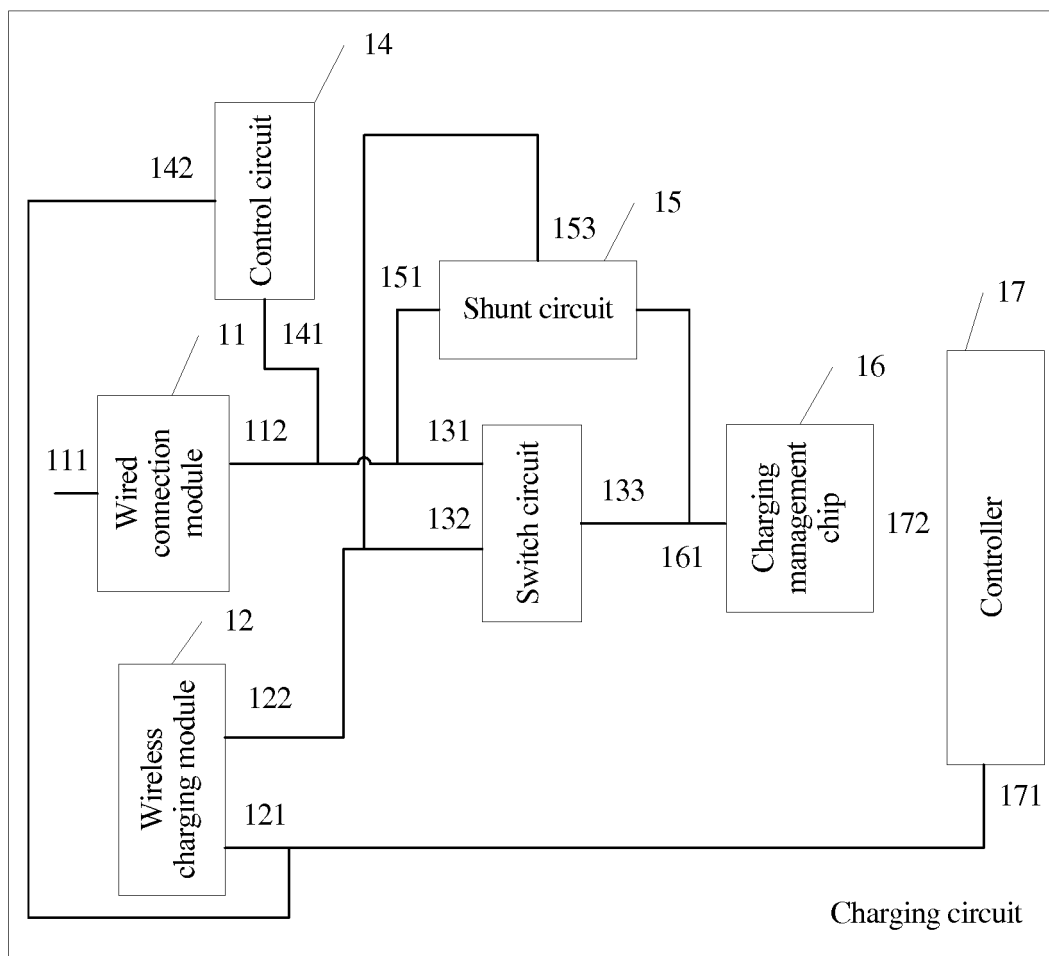 14
142
Control circuit
15
153
151
Shunt circuit
17
11
141
16
112
131
111
Wired
connection
module
Switch circuit
133
Charging
management
chip
132
172
161
Controller
12
122
Wireless
charging module
121
171
Charging circuit